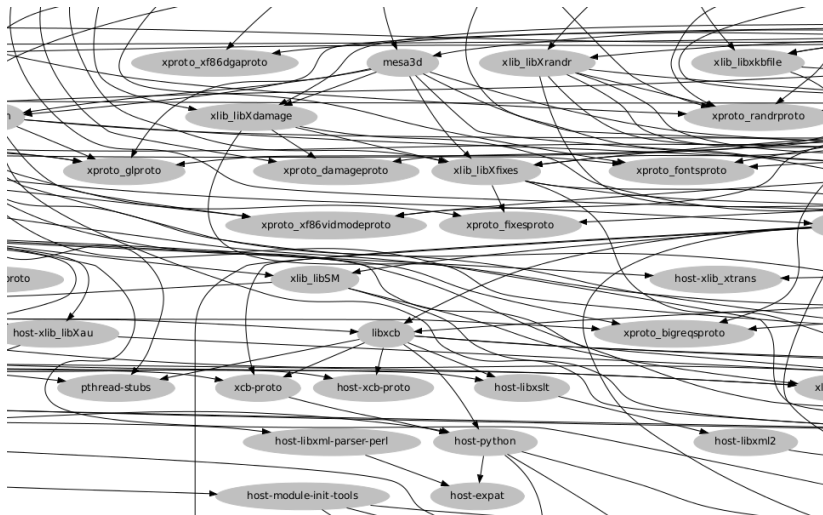 xproto_xf86dgaproto mesa3d xlib_libXrandr xlib_libxkbfile
n xlib_libXdamage xproto_randrproto
xproto_glproto xproto_damageproto xlib_libXfixes xproto_fontsproto
xproto_xf86vidmodeproto xproto_fixesproto
proto xlib_libSM host-xlib_xtrans
host-xlib_libXau libxcb xproto_bigreqsproto
pthread-stubs xcb-proto host-xcb-proto host-libxslt xl
host-libxml-parser-perl host-python host-libxml2
host-module-init-tools host-expat